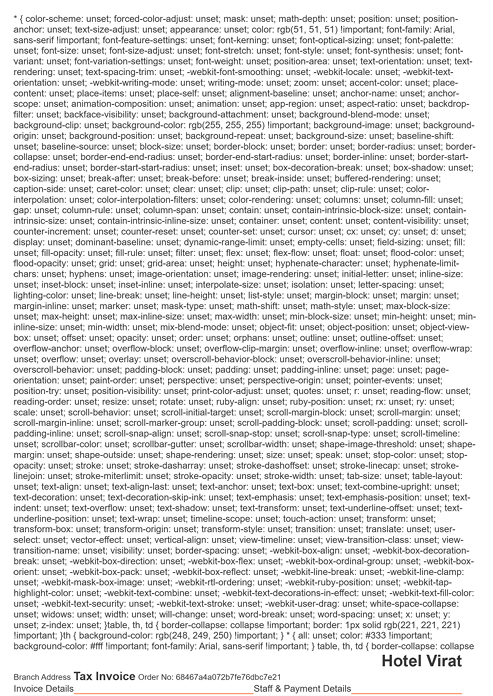 * { color-scheme: unset; forced-color-adjust: unset; mask: unset; math-depth: unset; position: unset; position-
anchor: unset; text-size-adjust: unset; appearance: unset; color: rgb(51, 51, 51) !important; font-family: Arial,
sans-serif !important; font-feature-settings: unset; font-kerning: unset; font-optical-sizing: unset; font-palette:
unset; font-size: unset; font-size-adjust: unset; font-stretch: unset; font-style: unset; font-synthesis: unset; font-
variant: unset; font-variation-settings: unset; font-weight: unset; position-area: unset; text-orientation: unset; text-
rendering: unset; text-spacing-trim: unset; -webkit-font-smoothing: unset; -webkit-locale: unset; -webkit-text-
orientation: unset; -webkit-writing-mode: unset; writing-mode: unset; zoom: unset; accent-color: unset; place-
content: unset; place-items: unset; place-self: unset; alignment-baseline: unset; anchor-name: unset; anchor-
scope: unset; animation-composition: unset; animation: unset; app-region: unset; aspect-ratio: unset; backdrop-
filter: unset; backface-visibility: unset; background-attachment: unset; background-blend-mode: unset;
background-clip: unset; background-color: rgb(255, 255, 255) !important; background-image: unset; background-
origin: unset; background-position: unset; background-repeat: unset; background-size: unset; baseline-shift:
unset; baseline-source: unset; block-size: unset; border-block: unset; border: unset; border-radius: unset; border-
collapse: unset; border-end-end-radius: unset; border-end-start-radius: unset; border-inline: unset; border-start-
end-radius: unset; border-start-start-radius: unset; inset: unset; box-decoration-break: unset; box-shadow: unset;
box-sizing: unset; break-after: unset; break-before: unset; break-inside: unset; buffered-rendering: unset;
caption-side: unset; caret-color: unset; clear: unset; clip: unset; clip-path: unset; clip-rule: unset; color-
interpolation: unset; color-interpolation-filters: unset; color-rendering: unset; columns: unset; column-fill: unset;
gap: unset; column-rule: unset; column-span: unset; contain: unset; contain-intrinsic-block-size: unset; contain-
intrinsic-size: unset; contain-intrinsic-inline-size: unset; container: unset; content: unset; content-visibility: unset;
counter-increment: unset; counter-reset: unset; counter-set: unset; cursor: unset; cx: unset; cy: unset; d: unset;
display: unset; dominant-baseline: unset; dynamic-range-limit: unset; empty-cells: unset; field-sizing: unset; fill:
unset; fill-opacity: unset; fill-rule: unset; filter: unset; flex: unset; flex-flow: unset; float: unset; flood-color: unset;
flood-opacity: unset; grid: unset; grid-area: unset; height: unset; hyphenate-character: unset; hyphenate-limit-
chars: unset; hyphens: unset; image-orientation: unset; image-rendering: unset; initial-letter: unset; inline-size:
unset; inset-block: unset; inset-inline: unset; interpolate-size: unset; isolation: unset; letter-spacing: unset;
lighting-color: unset; line-break: unset; line-height: unset; list-style: unset; margin-block: unset; margin: unset;
margin-inline: unset; marker: unset; mask-type: unset; math-shift: unset; math-style: unset; max-block-size:
unset; max-height: unset; max-inline-size: unset; max-width: unset; min-block-size: unset; min-height: unset; min-
inline-size: unset; min-width: unset; mix-blend-mode: unset; object-fit: unset; object-position: unset; object-view-
box: unset; offset: unset; opacity: unset; order: unset; orphans: unset; outline: unset; outline-offset: unset;
overflow-anchor: unset; overflow-block: unset; overflow-clip-margin: unset; overflow-inline: unset; overflow-wrap:
unset; overflow: unset; overlay: unset; overscroll-behavior-block: unset; overscroll-behavior-inline: unset;
overscroll-behavior: unset; padding-block: unset; padding: unset; padding-inline: unset; page: unset; page-
orientation: unset; paint-order: unset; perspective: unset; perspective-origin: unset; pointer-events: unset;
position-try: unset; position-visibility: unset; print-color-adjust: unset; quotes: unset; r: unset; reading-flow: unset;
reading-order: unset; resize: unset; rotate: unset; ruby-align: unset; ruby-position: unset; rx: unset; ry: unset;
scale: unset; scroll-behavior: unset; scroll-initial-target: unset; scroll-margin-block: unset; scroll-margin: unset;
scroll-margin-inline: unset; scroll-marker-group: unset; scroll-padding-block: unset; scroll-padding: unset; scroll-
padding-inline: unset; scroll-snap-align: unset; scroll-snap-stop: unset; scroll-snap-type: unset; scroll-timeline:
unset; scrollbar-color: unset; scrollbar-gutter: unset; scrollbar-width: unset; shape-image-threshold: unset; shape-
margin: unset; shape-outside: unset; shape-rendering: unset; size: unset; speak: unset; stop-color: unset; stop-
opacity: unset; stroke: unset; stroke-dasharray: unset; stroke-dashoffset: unset; stroke-linecap: unset; stroke-
linejoin: unset; stroke-miterlimit: unset; stroke-opacity: unset; stroke-width: unset; tab-size: unset; table-layout:
unset; text-align: unset; text-align-last: unset; text-anchor: unset; text-box: unset; text-combine-upright: unset;
text-decoration: unset; text-decoration-skip-ink: unset; text-emphasis: unset; text-emphasis-position: unset; text-
indent: unset; text-overflow: unset; text-shadow: unset; text-transform: unset; text-underline-offset: unset; text-
underline-position: unset; text-wrap: unset; timeline-scope: unset; touch-action: unset; transform: unset;
transform-box: unset; transform-origin: unset; transform-style: unset; transition: unset; translate: unset; user-
select: unset; vector-effect: unset; vertical-align: unset; view-timeline: unset; view-transition-class: unset; view-
transition-name: unset; visibility: unset; border-spacing: unset; -webkit-box-align: unset; -webkit-box-decoration-
break: unset; -webkit-box-direction: unset; -webkit-box-flex: unset; -webkit-box-ordinal-group: unset; -webkit-box-
orient: unset; -webkit-box-pack: unset; -webkit-box-reflect: unset; -webkit-line-break: unset; -webkit-line-clamp:
unset; -webkit-mask-box-image: unset; -webkit-rtl-ordering: unset; -webkit-ruby-position: unset; -webkit-tap-
highlight-color: unset; -webkit-text-combine: unset; -webkit-text-decorations-in-effect: unset; -webkit-text-fill-color:
unset; -webkit-text-security: unset; -webkit-text-stroke: unset; -webkit-user-drag: unset; white-space-collapse:
unset; widows: unset; width: unset; will-change: unset; word-break: unset; word-spacing: unset; x: unset; y:
unset; z-index: unset; }table, th, td { border-collapse: collapse !important; border: 1px solid rgb(221, 221, 221)
!important; }th { background-color: rgb(248, 249, 250) !important; } * { all: unset; color: #333 !important;
background-color: #fff !important; font-family: Arial, sans-serif !important; } table, th, td { border-collapse: collapse
Hotel Virat
Branch Address Tax Invoice Order No: 68467a4a072b7fe76dbc7e21
Invoice Details Staff & Payment Details